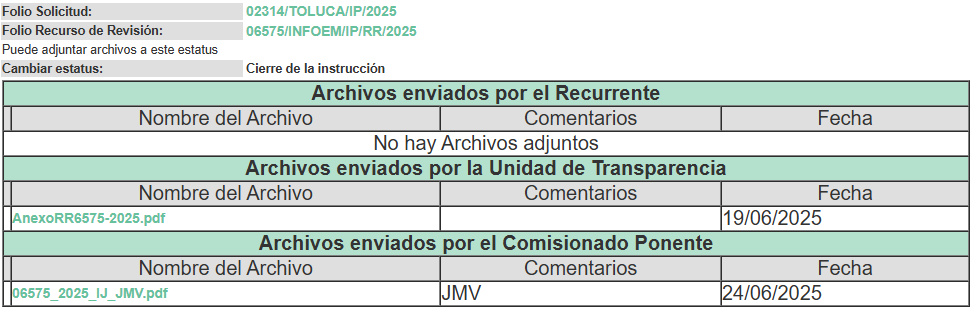 Folio Solicitud: 02314/TOLUCA/IP/2025
Folio Recurso de Revisión: 06575/INFOEM/IP/RR/2025
Puede adjuntar archivos a este estatus
Cambiar estatus: Cierre de la instrucción
Archivos enviados por el Recurrente
Nombre del Archivo Comentarios Fecha
No hay Archivos adjuntos
Archivos enviados por la Unidad de Transparencia
Nombre del Archivo Comentarios Fecha
AnexoRR6575-2025.pdf 19/06/2025
Archivos enviados por el Comisionado Ponente
Nombre del Archivo Comentarios Fecha
06575_2025_IJ_JMV.pdf JMV 24/06/2025